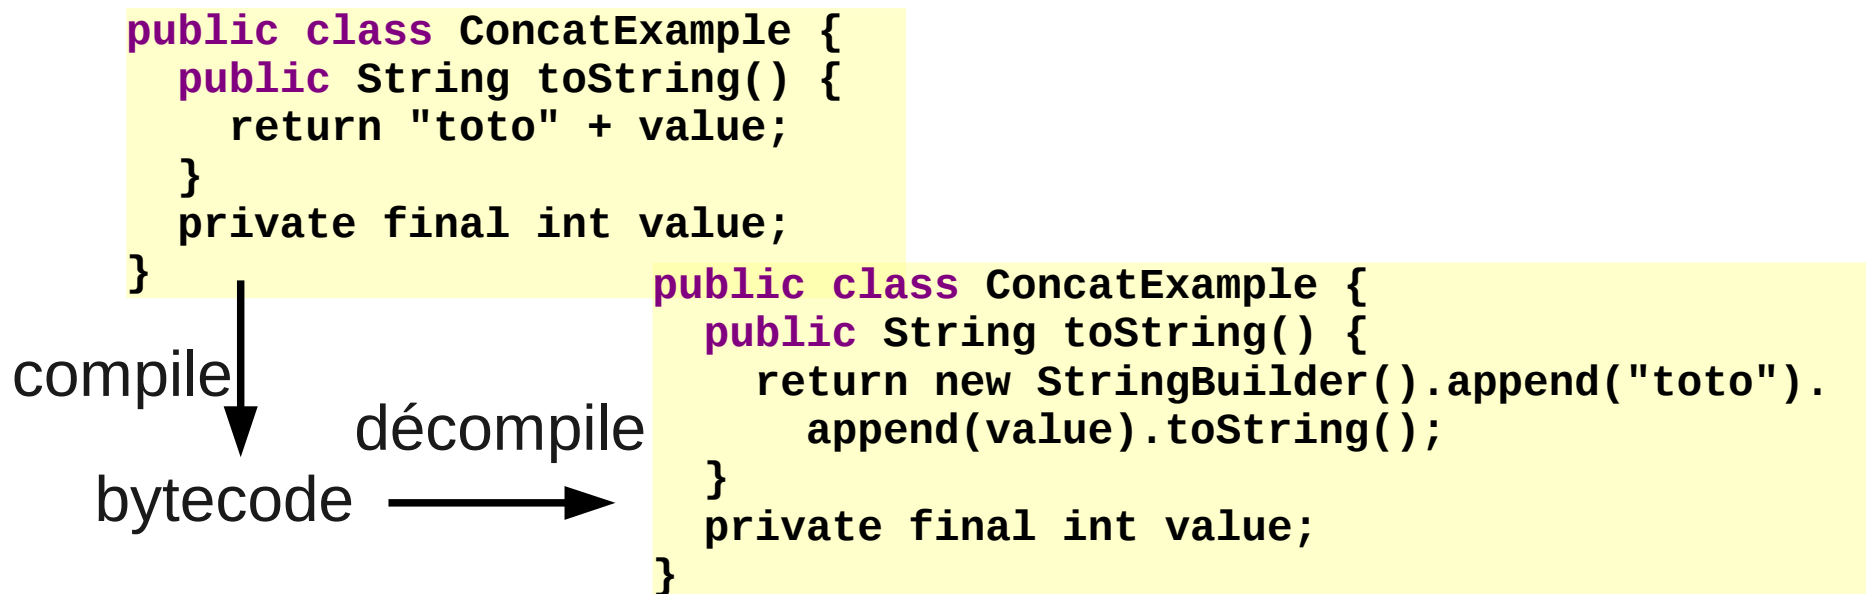 public class ConcatExample {
  public String toString() {
    return "toto" + value;
  }
  private final int value;
}
compile
bytecode
décompile
public class ConcatExample {
  public String toString() {
    return new StringBuilder().append("toto").
      append(value).toString();
  }
  private final int value;
}